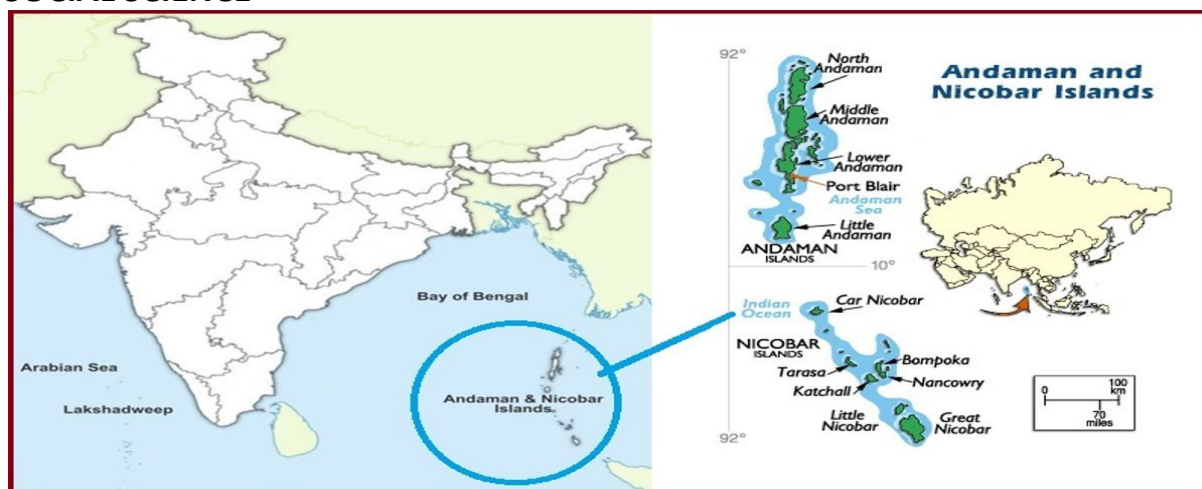 SOCIAL SCIENCE
Bay of Bengal
Arabian Sea
Lakshadweep
Andaman & Nicobar
Islands
Andaman and
Nicobar Islands
92°
North
Andaman
Middle
Andaman
Lower
Andaman
Port Blair
Andaman
Sea
Little
Andaman
ANDAMAN
ISLANDS
10°
Indian
Ocean
Car Nicobar
NICOBAR
ISLANDS
Tarasa
Bompoka
Katchall
Nancowry
Little
Nicobar
Great
Nicobar
92°
0
100
km
70
miles